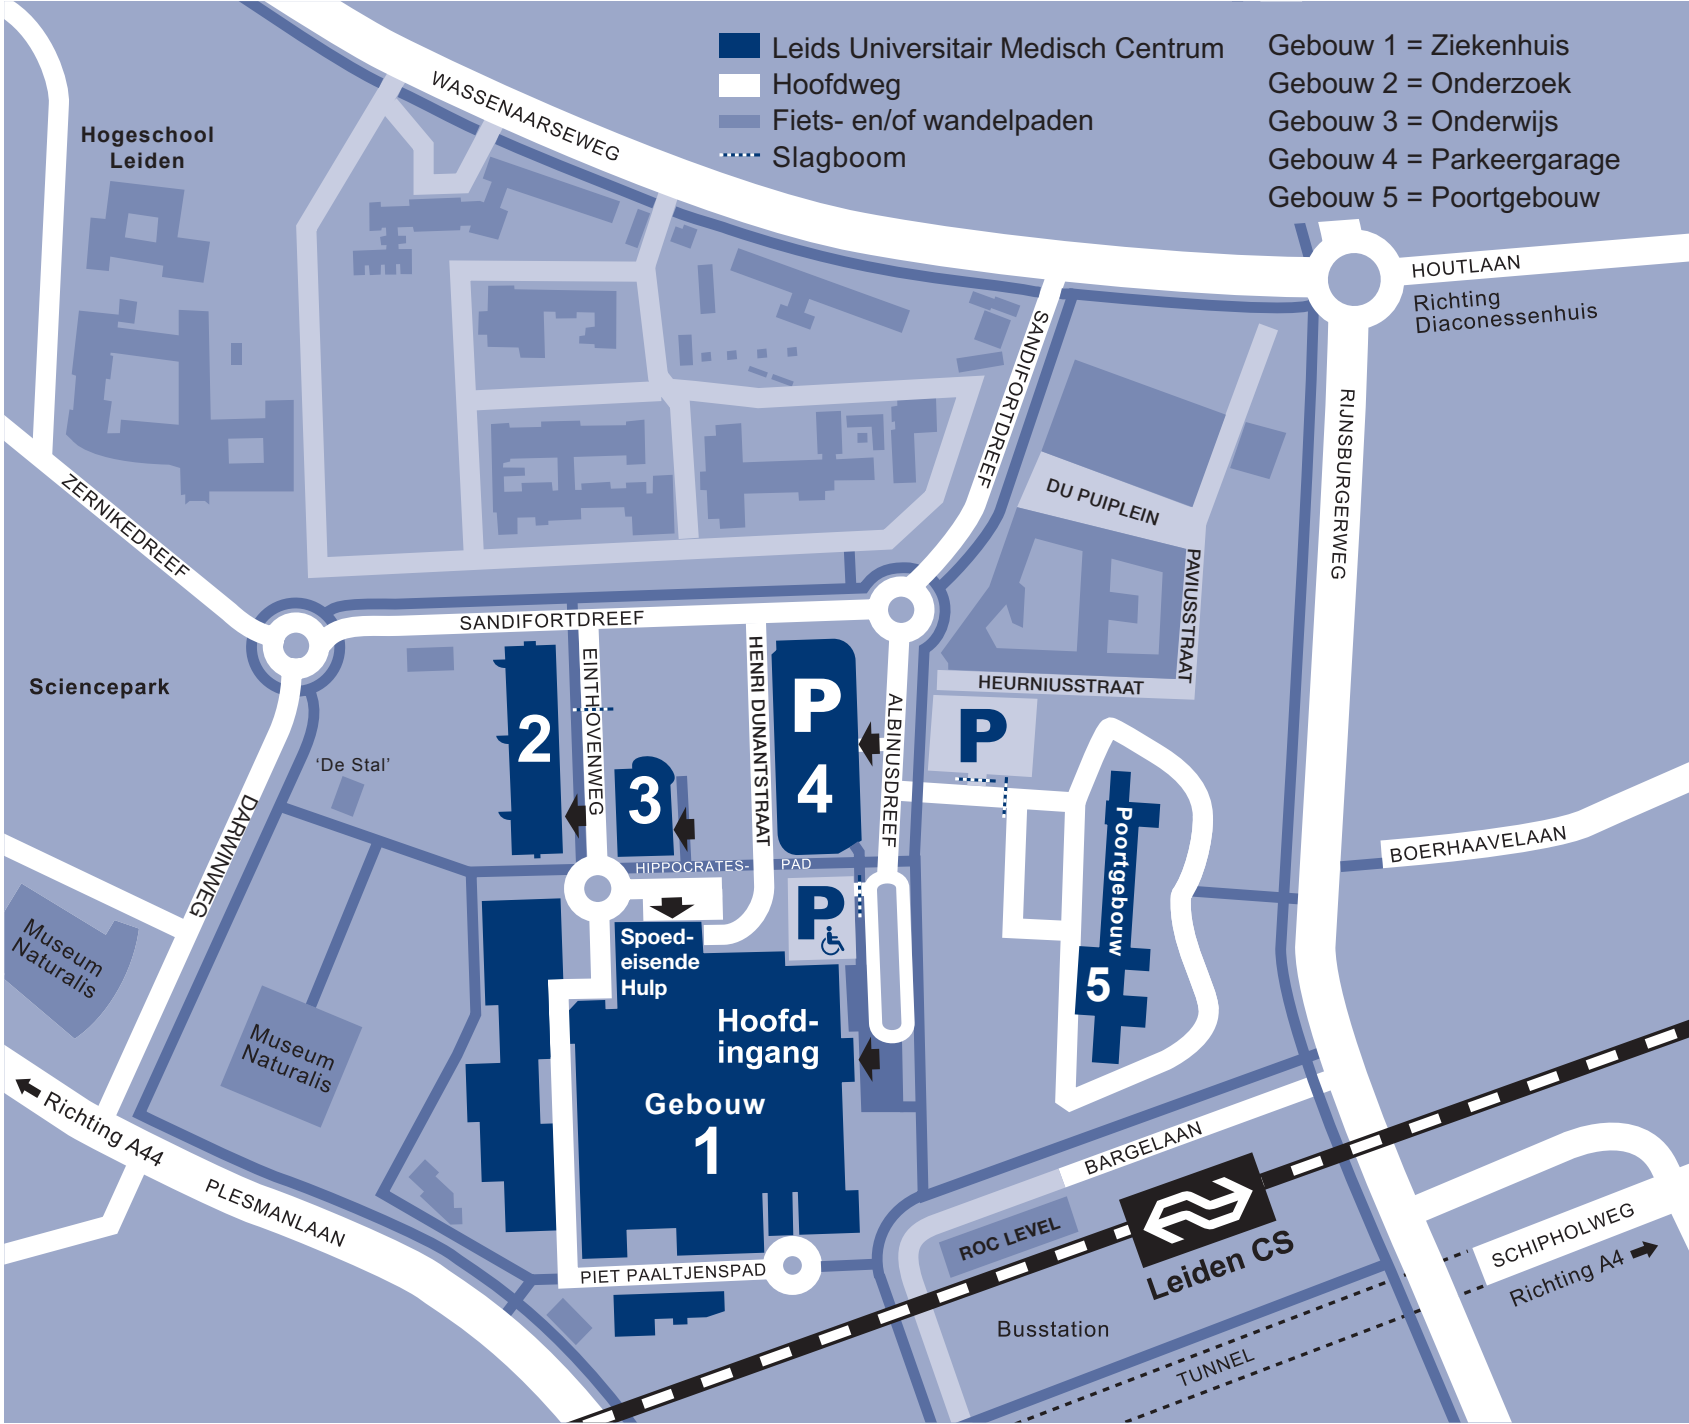 Leids Universitair Medisch Centrum
Hoofdweg
Fiets- en/of wandelpaden
Slagboom
Gebouw 1 = Ziekenhuis
Gebouw 2 = Onderzoek
Gebouw 3 = Onderwijs
Gebouw 4 = Parkeergarage
Gebouw 5 = Poortgebouw
WASSENAARSEWEG
Hogeschool
Leiden
HOUTLAAN
Richting
Diaconessenhuis
SANDIFORTDREEF
RIJNSBURGERWEG
ZERNIKEDREEF
DU PUIPLEIN
PAVIUSSTRAAT
SANDIFORTDREEF
HEURNIUSSTRAAT
Sciencepark
EINTHOVENWEG
HENRI DUNANTSTRAAT
ALBINUSDREEF
P
4
P
2
3
'De Stal'
DARWINWEG
Poortgebouw
5
BOERHAAVELAAN
HIPPOCRATES-
PAD
P
Museum
Naturalis
Museum
Naturalis
Spoed-
eisende
Hulp
Hoofd-
ingang
Gebouw
1
Richting A44
PLESMANLAAN
BARGELAAN
ROC LEVEL
Leiden CS
SCHIPHOLWEG
Richting A4
PIET PAALTJENSPAD
Busstation
TUNNEL